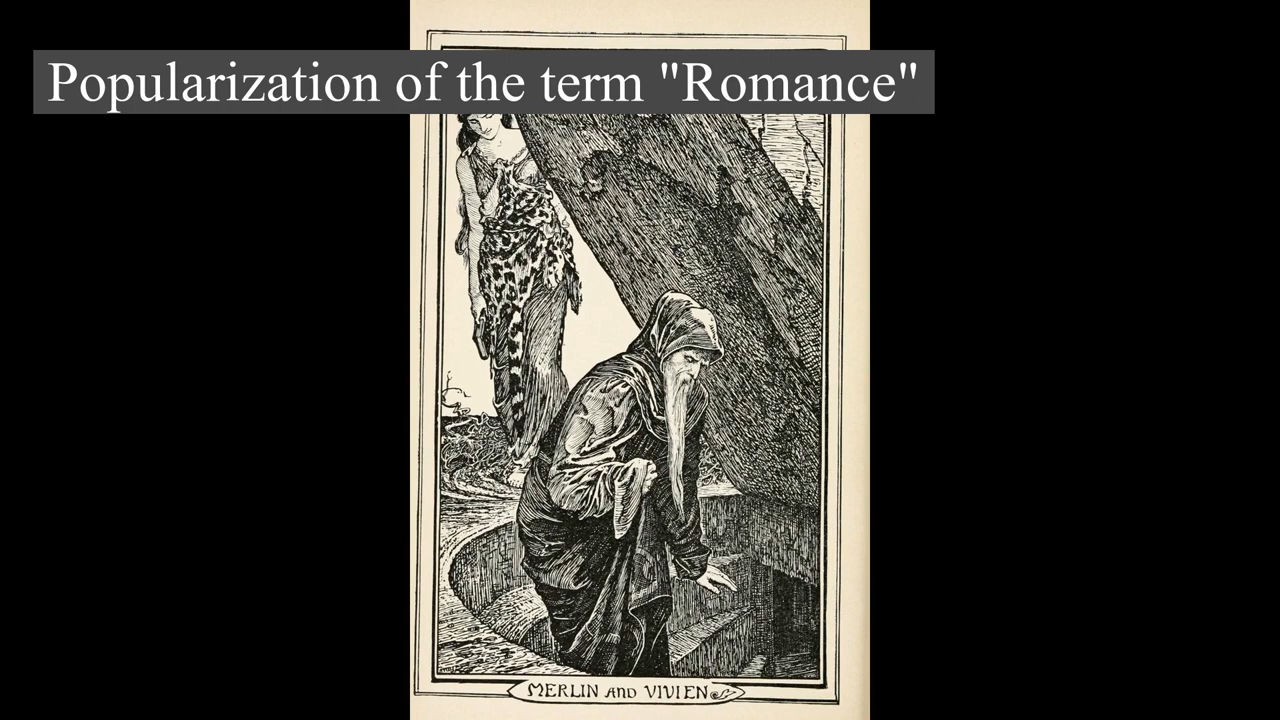 Popularization of the term "Romance"
MERLIN AND VIVIEN